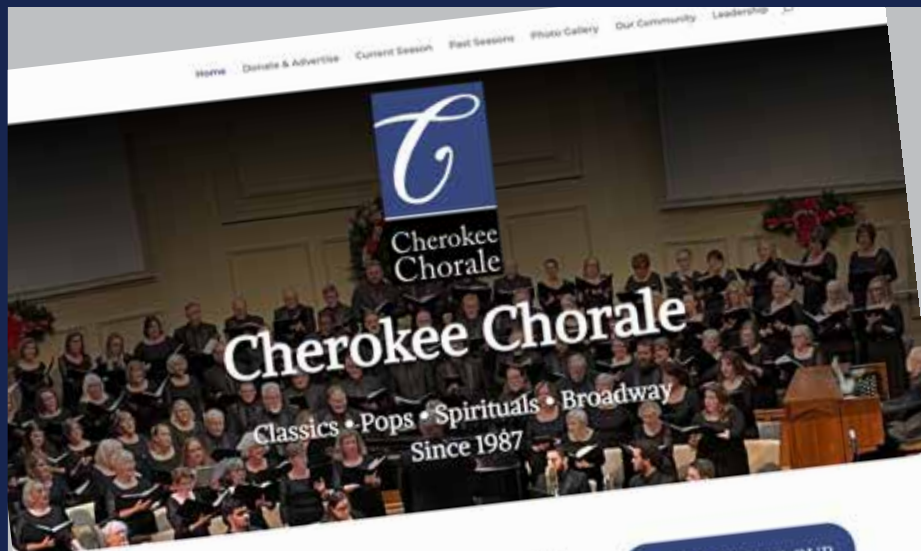 Home Donate & Advertise Current Season Past Seasons Photo Gallery Our Community Leadership
C
Cherokee
Chorale
Cherokee Chorale
Classics • Pops • Spirituals • Broadway
Since 1987